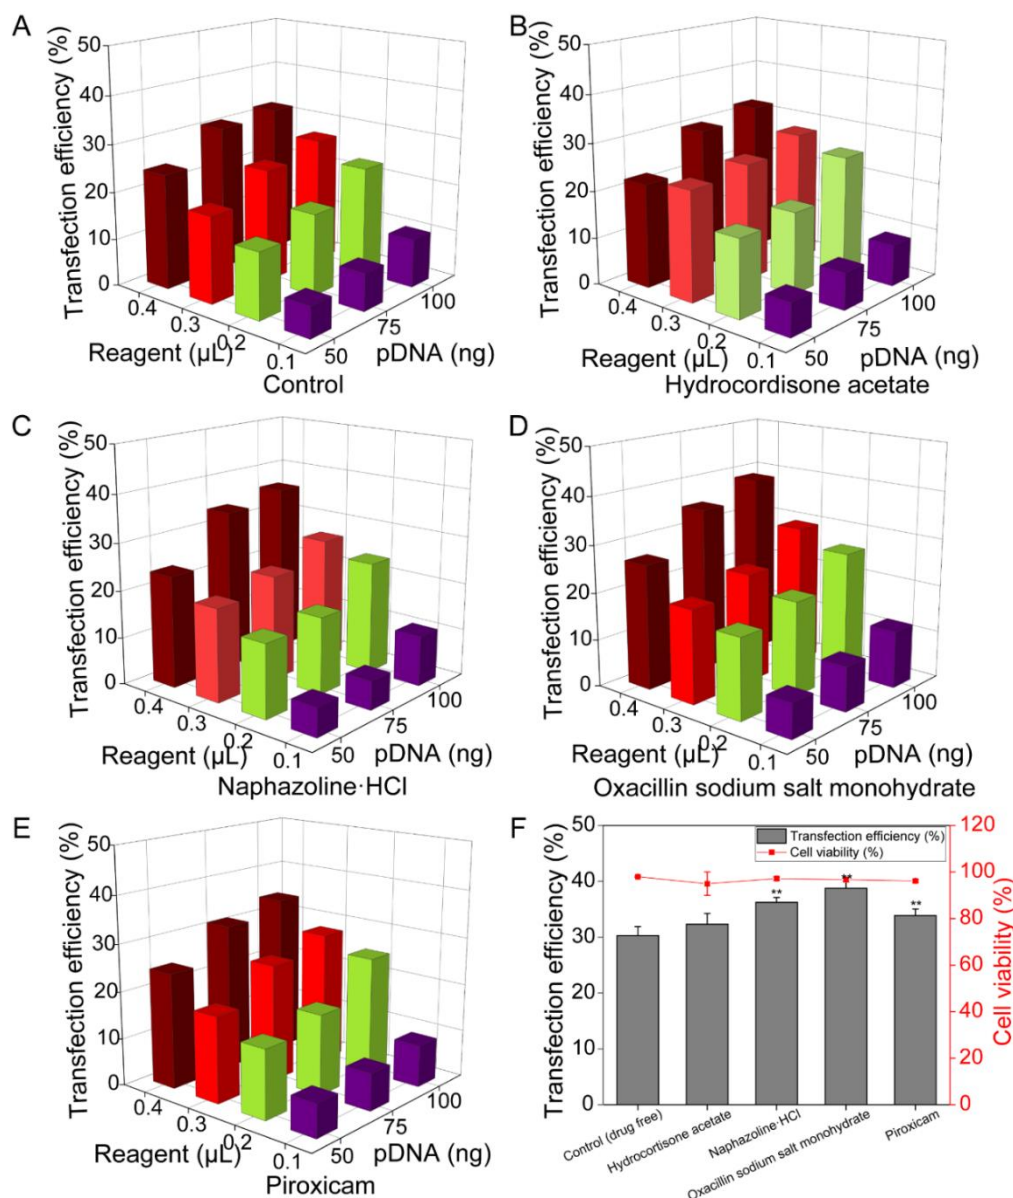 A
Transfection efficiency (%)
50
40
30
20
10
0
0.4
0.3
0.2
0.1
50
75
100
Reagent (µL)
2
pDNA (ng)
Control
B
Transfection efficiency (%)
50
40
30
20
10
0
0.4
0.3
0.2
0.1
50
75
100
Reagent (µL)
pDNA (ng)
Hydrocordisone acetate
C
Transfection efficiency (%)
50
40
30
20
10
0
0.4
0.3
0.2
0.1
50
75
100
Reagent (µL)
pDNA (ng)
Naphazoline·HCl
D
Transfection efficiency (%)
50
40
30
20
10
0
0.4
0.3
0.2
0.1
50
75
100
Reagent (µL)
pDNA (ng)
Oxacillin sodium salt monohydrate
E
Transfection efficiency (%)
50
40
30
20
10
0
0.4
0.3
0.2
0.1
50
75
100
Reagent (µL)
pDNA (ng)
Piroxicam
F
Transfection efficiency (%)
50
40
30
20
10
0
Transfection efficiency (%)
Cell viability (%)
**
**
**
120
100
80
60
40
20
0
Cell viability (%)
Control (drug free)
Hydrocortisone acetate
Naphazoline·HCl
Oxacillin sodium salt monohydrate
Piroxicam